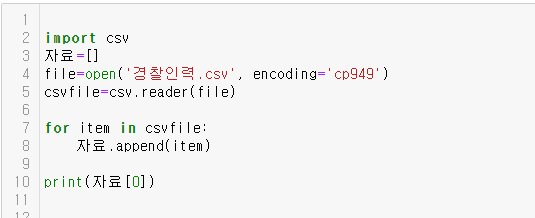 1
2 import csv
3 자료=[]
4 file=open('경찰인력.csv', encoding='cp949')
5 csvfile=csv.reader(file)
6
7 for item in csvfile:
8     자료.append(item)
9
10 print(자료[0])
11
12